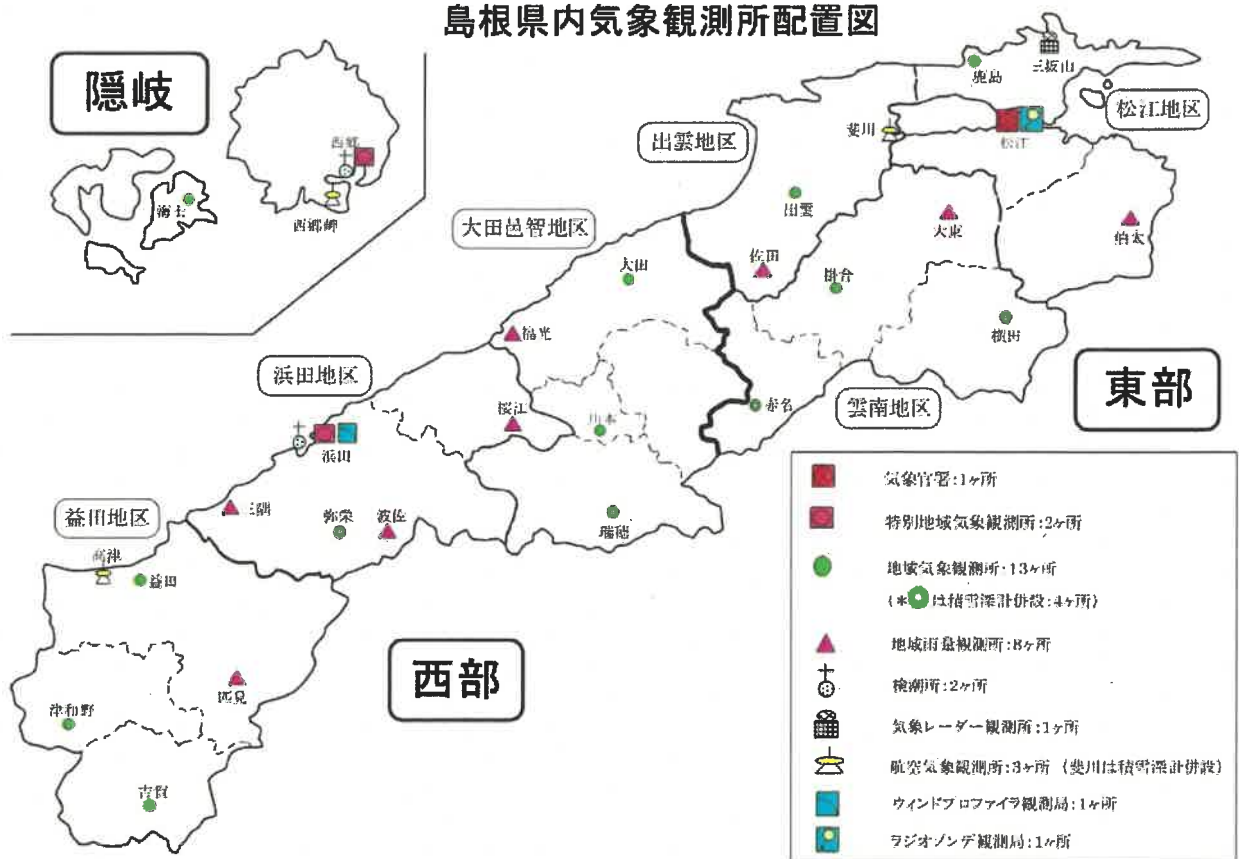 島根県内気象観測所配置図
隠岐
西郷
海士
西郷岬
鹿島
三坂山
松江地区
斐川
松江
出雲地区
出雲
大東
伯太
大田邑智地区
佐田
掛合
大田
横田
福光
東部
浜田地区
赤名
雲南地区
桜江
川本
浜田
三隅
弥栄
波佐
瑞穂
益田地区
高津
益田
西部
匹見
津和野
吉賀
気象官署:1ヶ所
特別地域気象観測所:2ヶ所
地域気象観測所:13ヶ所
(*は積雪深計併設:4ヶ所)
地域雨量観測所:8ヶ所
検潮所:2ヶ所
気象レーダー観測所:1ヶ所
航空気象観測所:3ヶ所 (斐川は積雪深計併設)
ウィンドプロファイラ観測局:1ヶ所
ラジオゾンデ観測局:1ヶ所